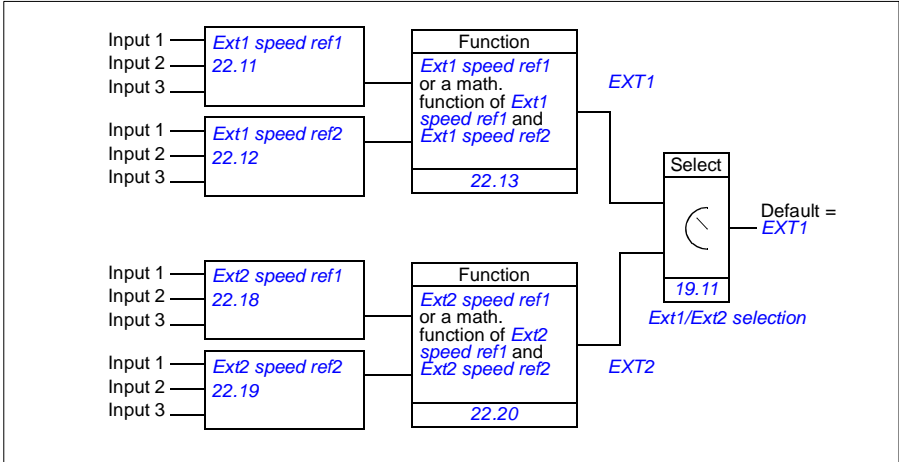 Input 1
Input 2
Input 3
Ext1 speed ref1
22.11
Input 1
Input 2
Input 3
Ext1 speed ref2
22.12
Function
Ext1 speed ref1
or a math.
function of Ext1
speed ref1 and
Ext1 speed ref2
22.13
EXT1
Input 1
Input 2
Input 3
Ext2 speed ref1
22.18
Input 1
Input 2
Input 3
Ext2 speed ref2
22.19
Function
Ext2 speed ref1
or a math.
function of Ext2
speed ref1 and
Ext2 speed ref2
22.20
EXT2
Select
19.11
Ext1/Ext2 selection
Default =
EXT1